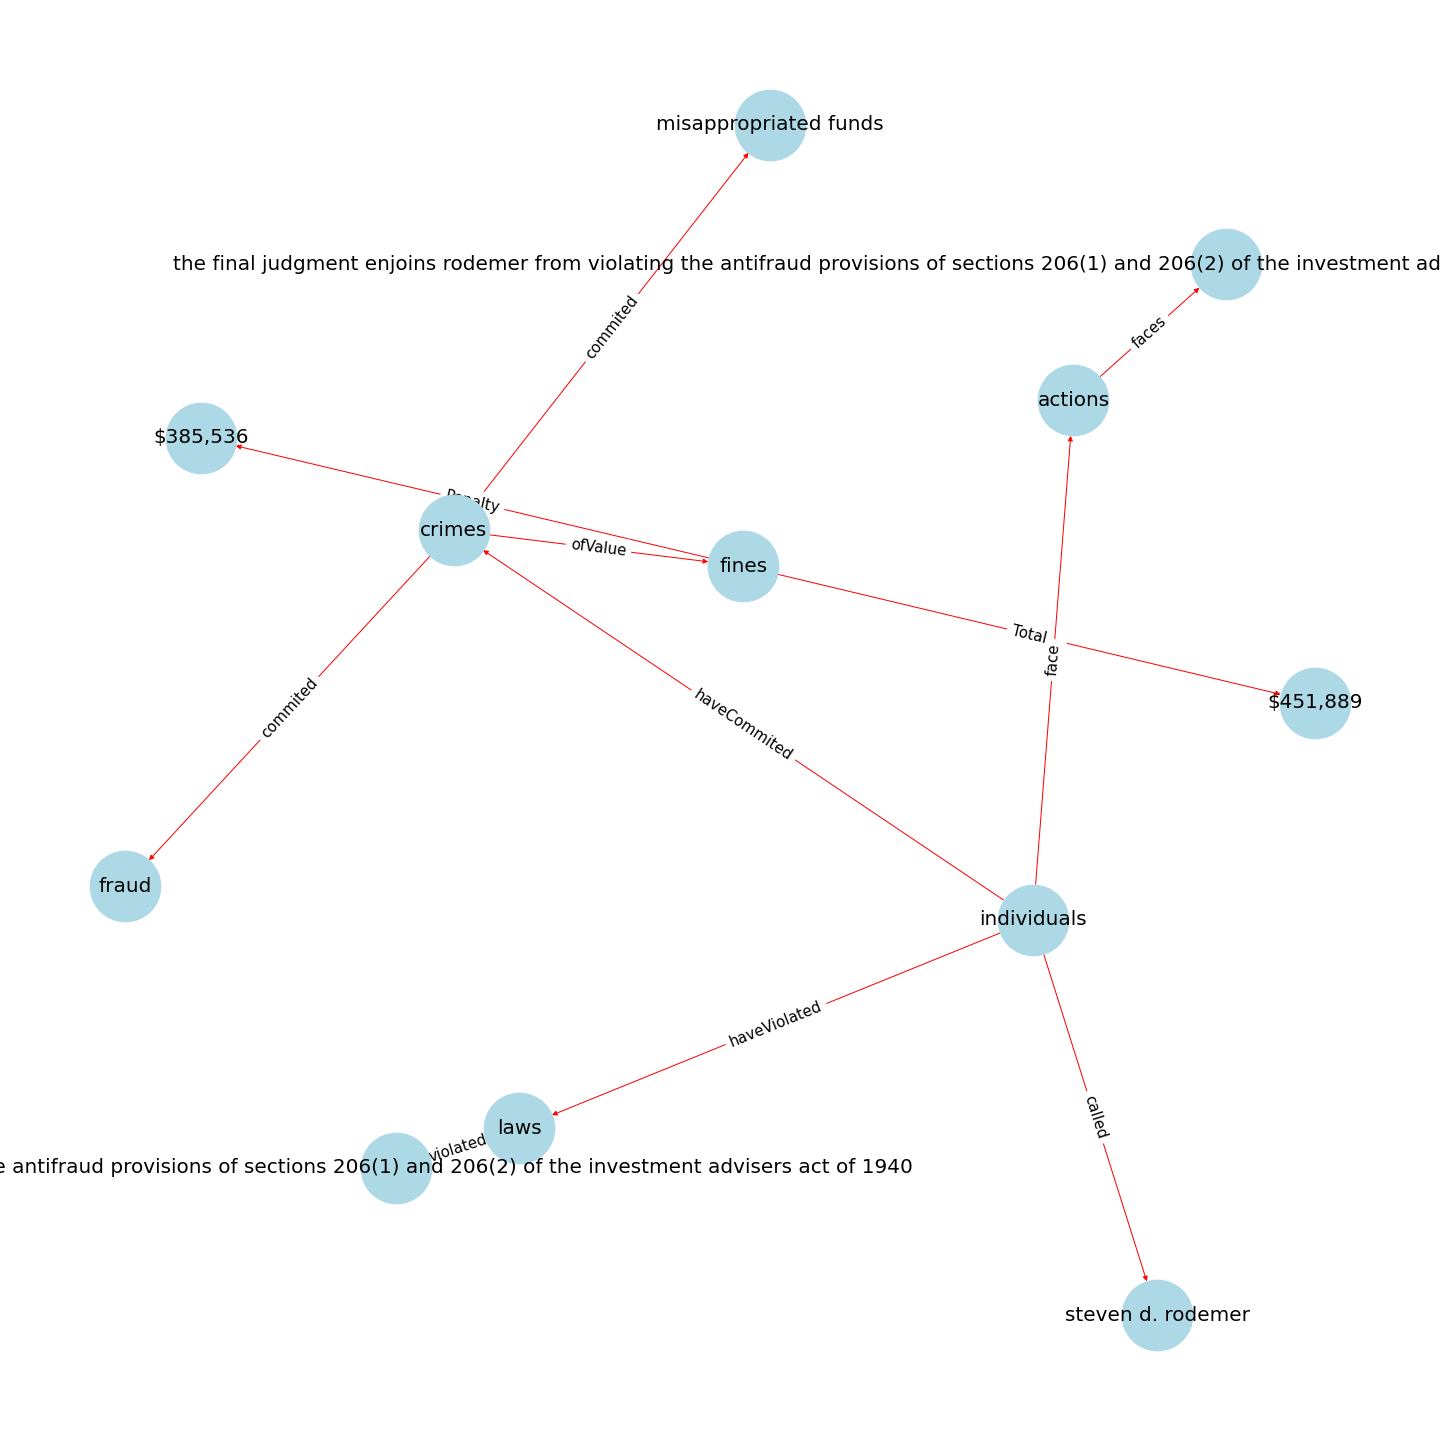 misappropriated funds
the final judgment enjoins rodemer from violating the antifraud provisions of sections 206(1) and 206(2) of the investment ad
commited
faces
actions
$385,536
Penalty
crimes
ofValue
fines
Total
face
$451,889
commited
haveCommited
fraud
individuals
haveViolated
laws
called
violated
antifraud provisions of sections 206(1) and 206(2) of the investment advisers act of 1940
steven d. rodemer